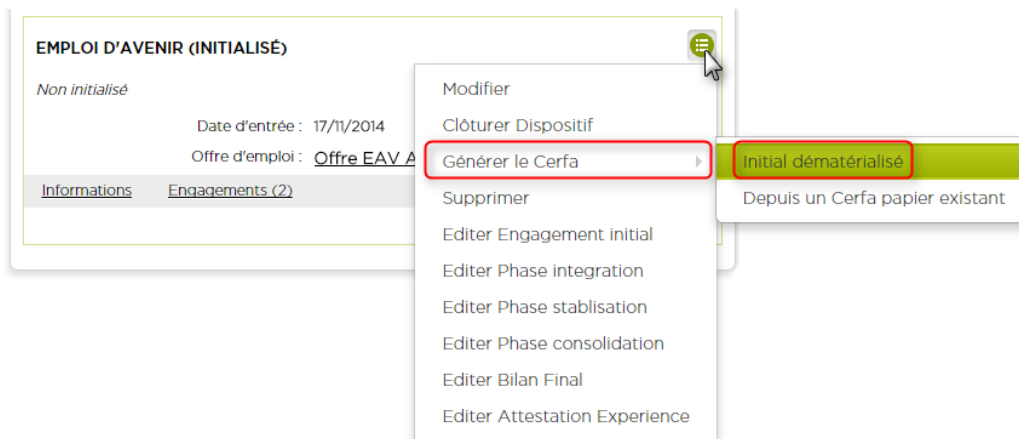 EMPLOI D'AVENIR (INITIALISÉ)
Non initialisé
Date d'entrée : 17/11/2014
Offre d'emploi : Offre EAV A
Informations Engagements (2)
Modifier
Clôturer Dispositif
Générer le Cerfa
Supprimer
Editer Engagement initial
Editer Phase integration
Editer Phase stablisation
Editer Phase consolidation
Editer Bilan Final
Editer Attestation Experience
Initial dématérialisé
Depuis un Cerfa papier existant